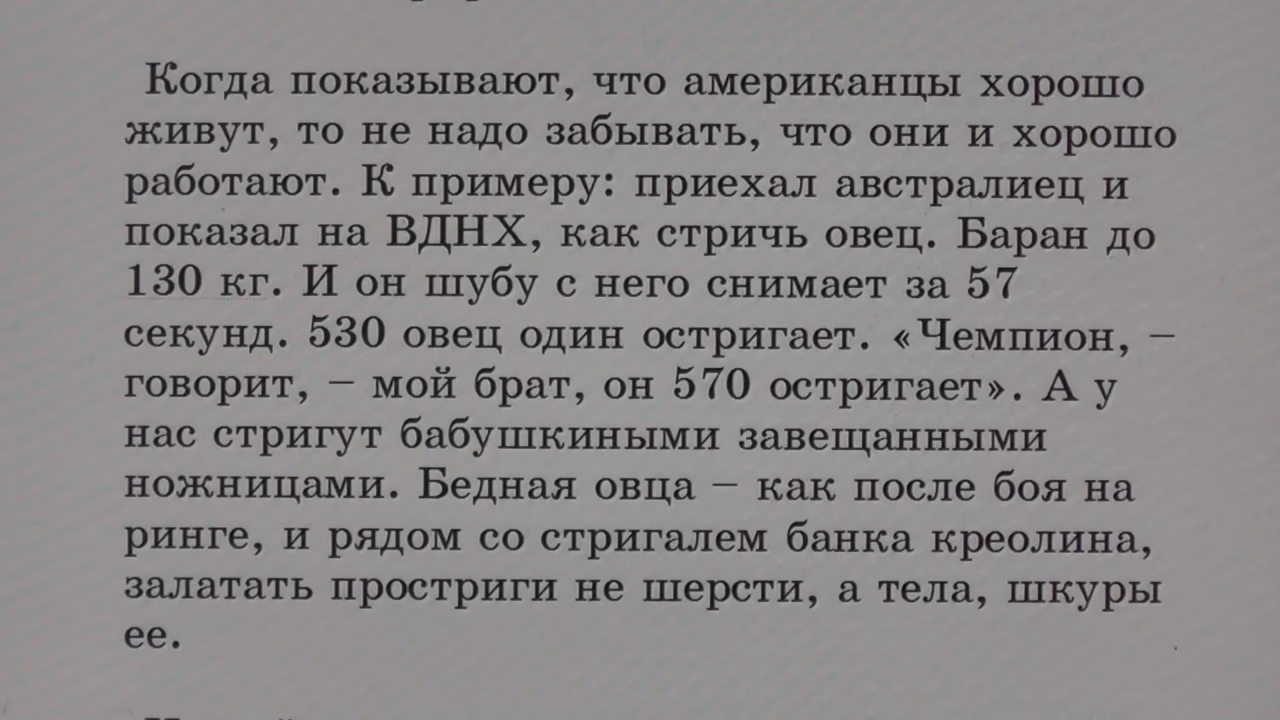 Когда показывают, что американцы хорошо
живут, то не надо забывать, что они и хорошо
работают. К примеру: приехал австралиец и
показал на ВДНХ, как стричь овец. Баран до
130 кг. И он шубу с него снимает за 57
секунд. 530 овец один остригает. «Чемпион, –
говорит, – мой брат, он 570 остригает». А у
нас стригут бабушкиными завещанными
ножницами. Бедная овца – как после боя на
ринге, и рядом со стригалем банка креолина,
залатать простриги не шерсти, а тела, шкуры
ее.